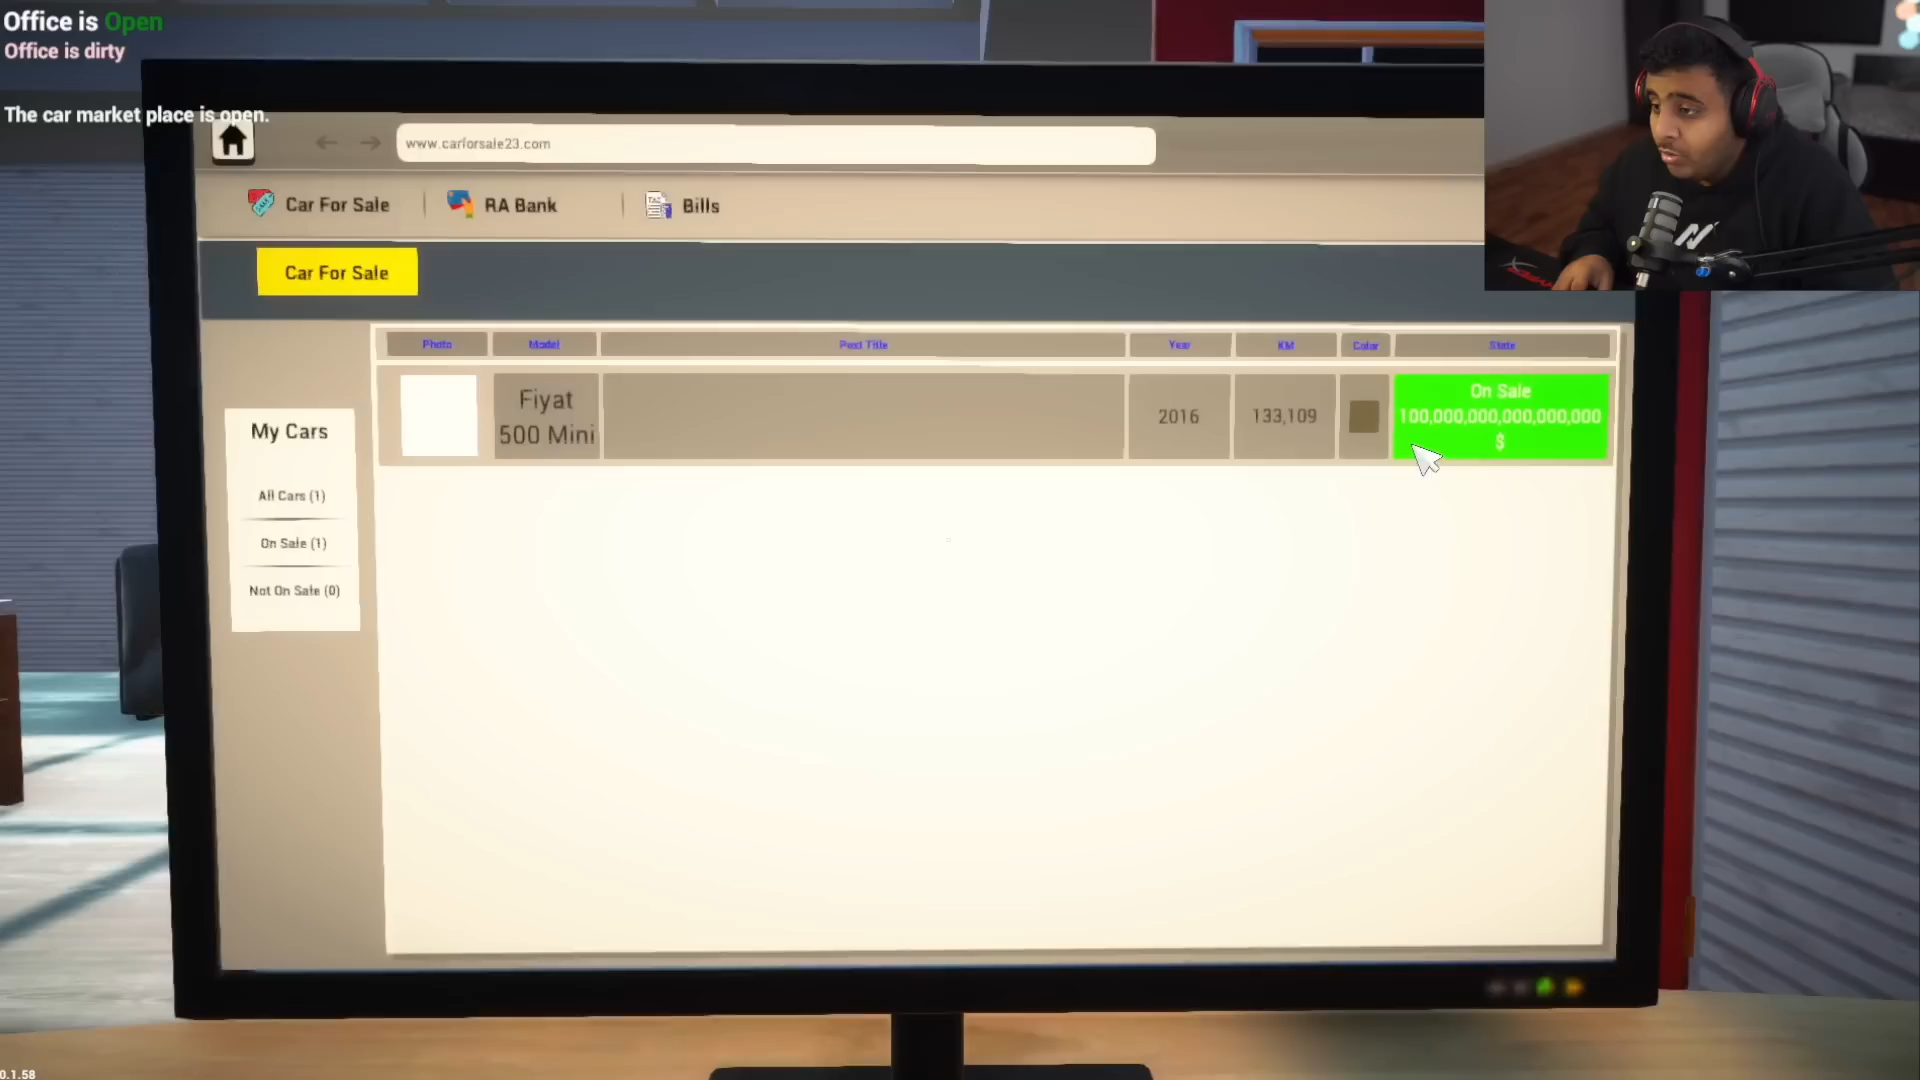 Office is Open
Office is dirty
The car market place is open.
www.carforsale23.com
Car For Sale
RA Bank
Bills
Car For Sale
Photo Model Post Title Year KM Color State
Fiyat
500 Mini
2016
133,109
On Sale
100,000,000,000,000,000
$
My Cars
All Cars (1)
On Sale (1)
Not On Sale (0)
0.1.58